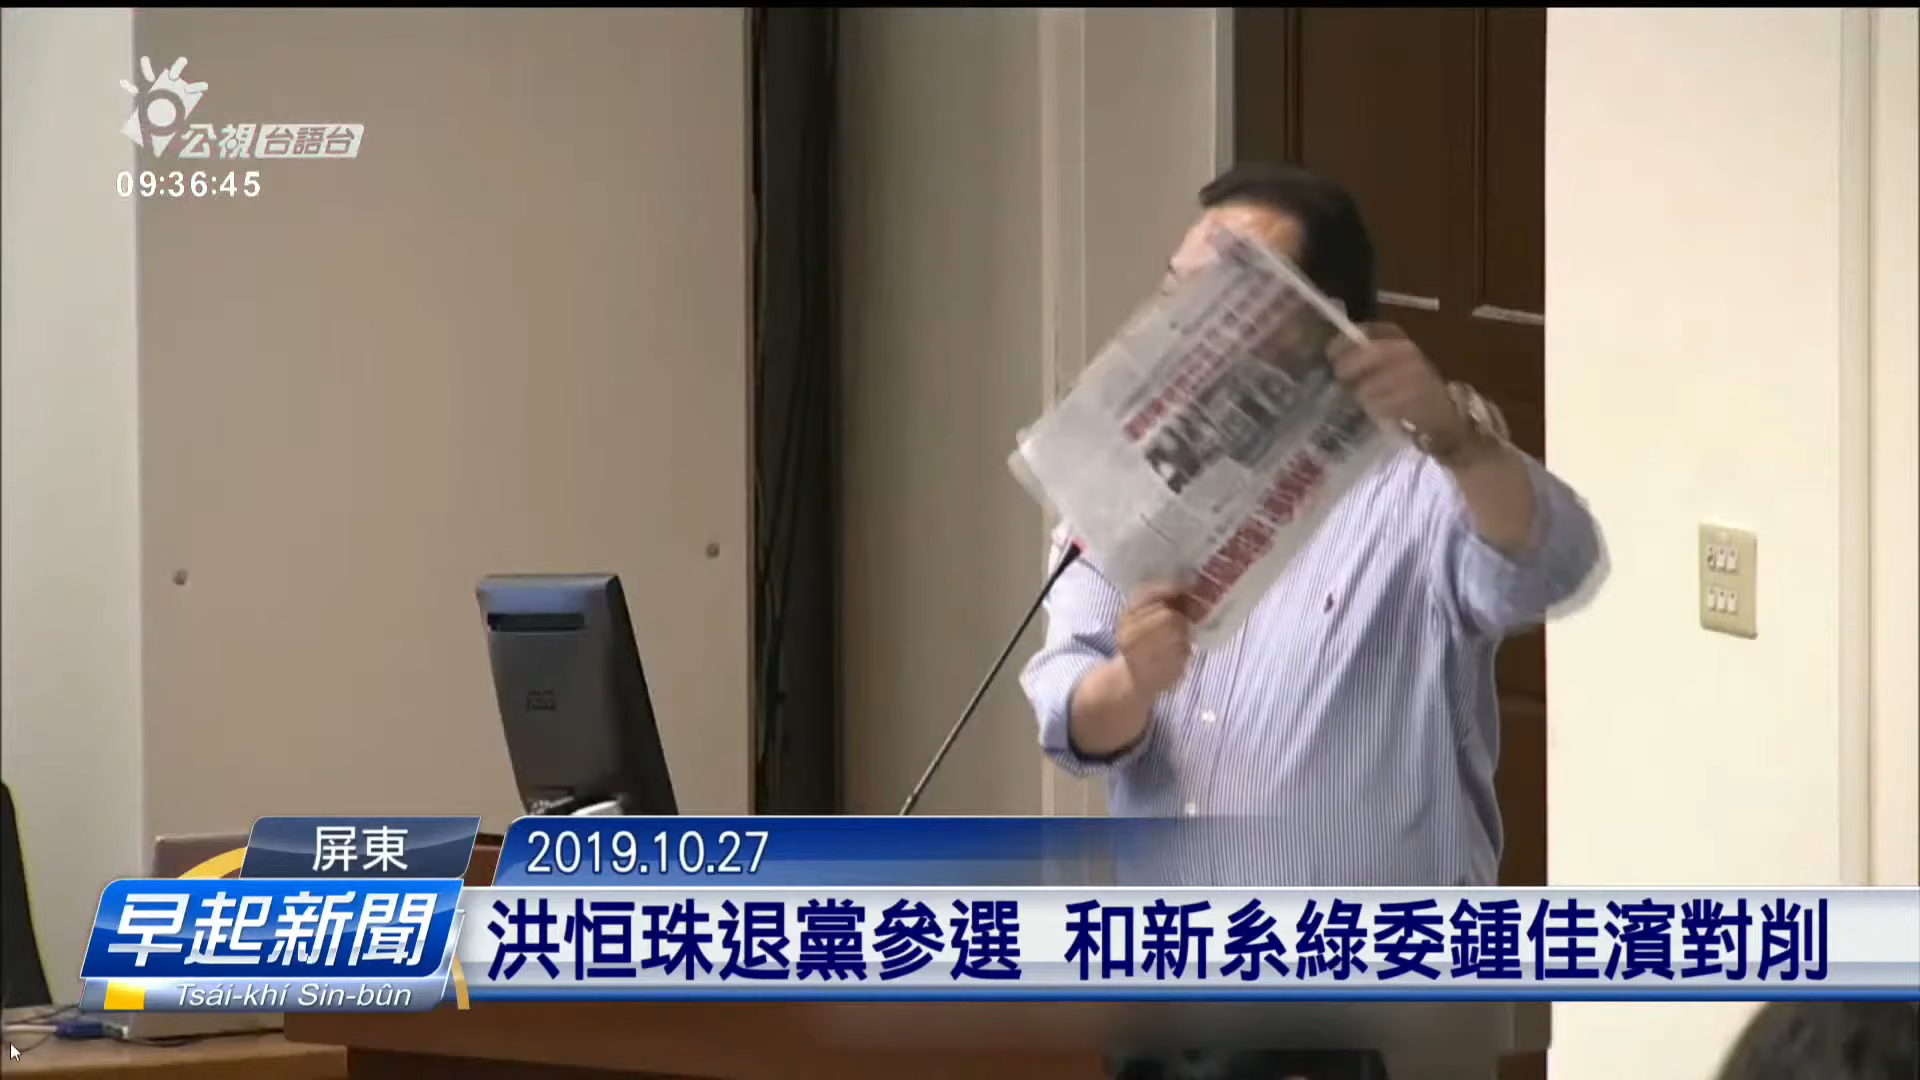 公視台語台
09:36:45
屏東
2019.10.27
早起新聞
洪恒珠退黨參選 和新系綠委鍾佳濱對削
Tsái-khí Sin-bûn